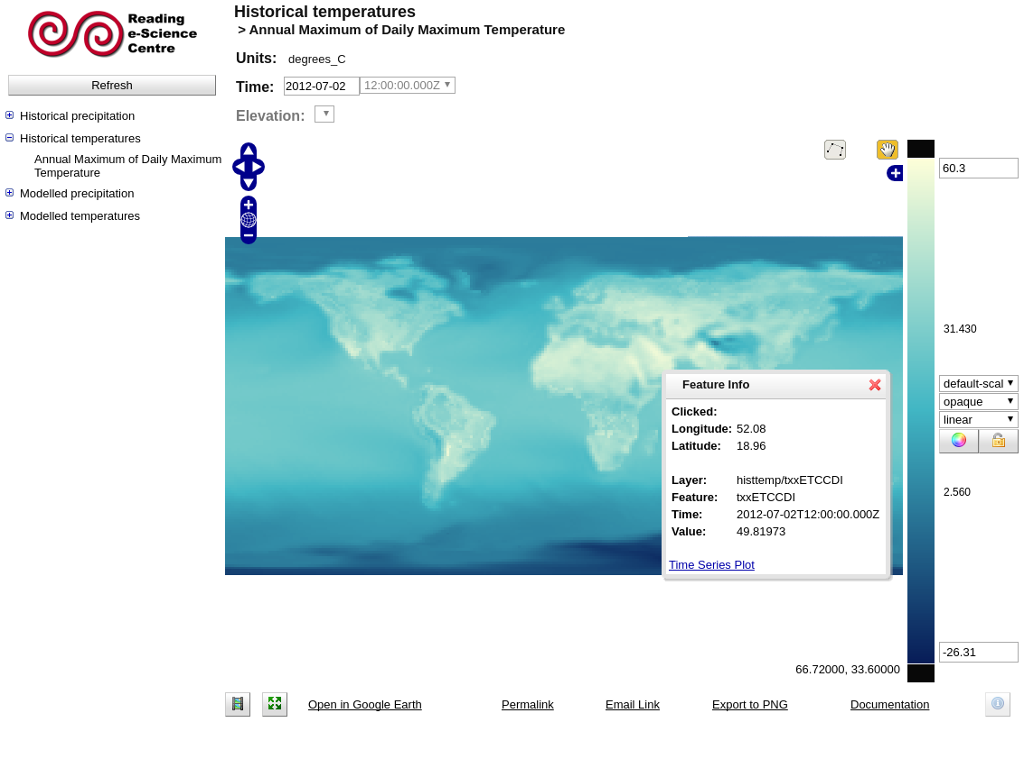 Reading
e-Science
Centre
Refresh
Historical precipitation
Historical temperatures
Annual Maximum of Daily Maximum
Temperature
Modelled precipitation
Modelled temperatures
Historical temperatures
> Annual Maximum of Daily Maximum Temperature
Units: degrees_C
Time: 2012-07-02 12:00:00.000Z
Elevation:
60.3
31.430
default-scal
opaque
linear
2.560
-26.31
Feature Info
Clicked:
Longitude: 52.08
Latitude: 18.96
Layer: histtemp/txxETCCDI
Feature: txxETCCDI
Time: 2012-07-02T12:00:00.000Z
Value: 49.81973
Time Series Plot
66.72000, 33.60000
Open in Google Earth Permalink Email Link Export to PNG Documentation